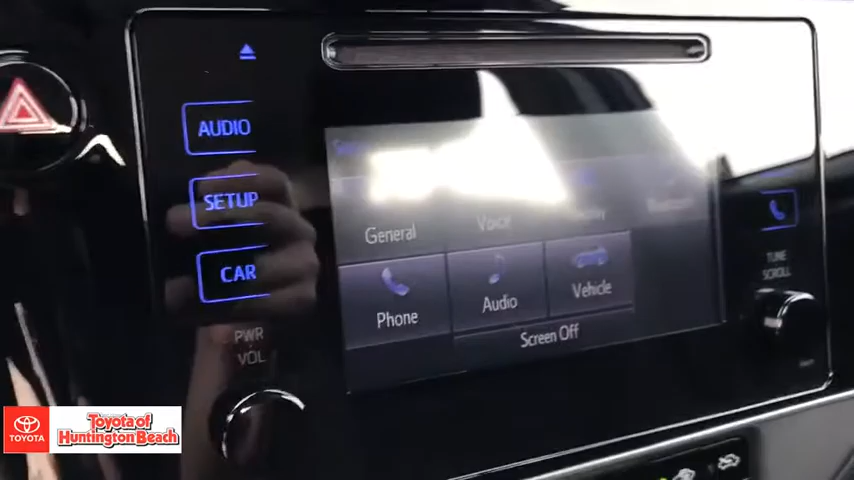 AUDIO
SETUP
CAR
PWR
VOL
General
Voice
Phone
Audio
Vehicle
Screen Off
TUNE
SCROLL
TOYOTA
Toyota of
Huntington Beach